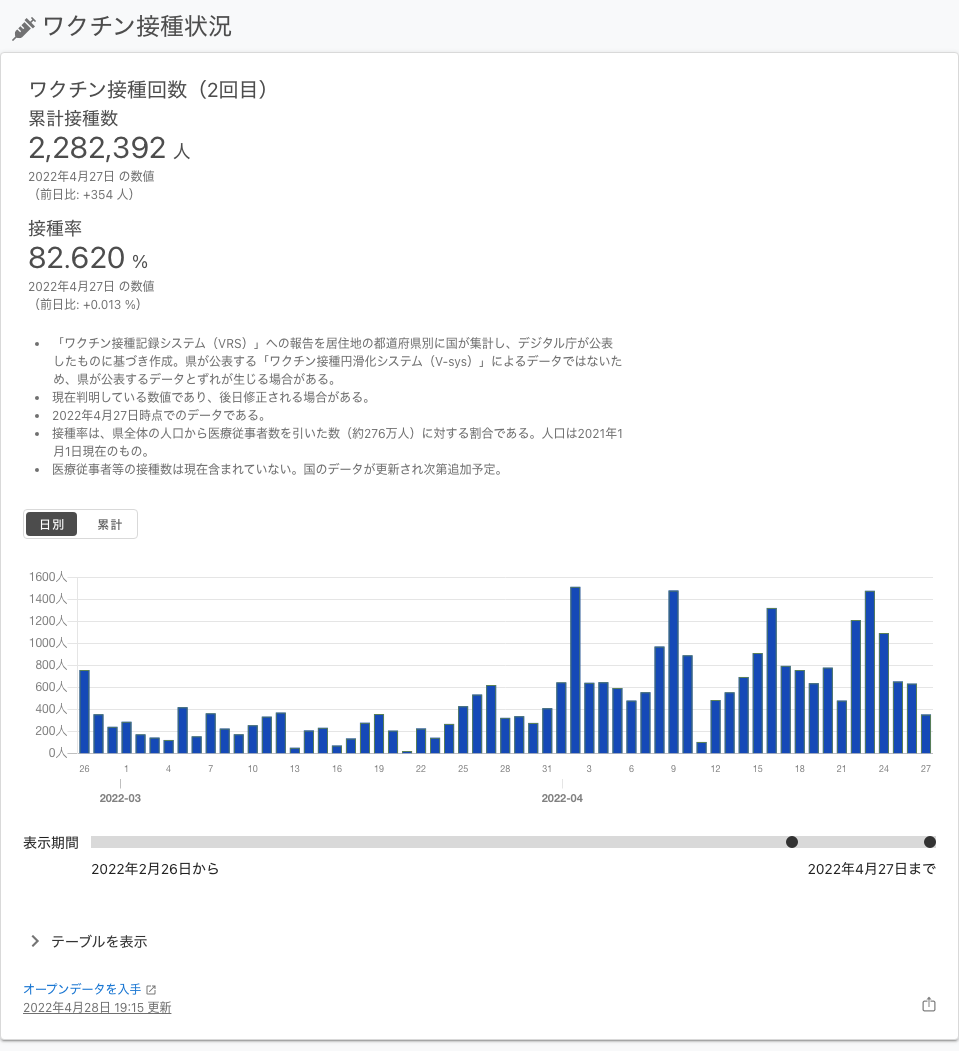 ワクチン接種状況
ワクチン接種回数（2回目）
累計接種数
2,282,392 人
2022年4月27日 の数値
（前日比: +354 人）
接種率
82.620 %
2022年4月27日 の数値
（前日比: +0.013 %）
• 「ワクチン接種記録システム（VRS）」への報告を居住地の都道府県別に国が集計し、デジタル庁が公表
したものに基づき作成。県が公表する「ワクチン接種円滑化システム（V-sys）」によるデータではないた
め、県が公表するデータとずれが生じる場合がある。
• 現在判明している数値であり、後日修正される場合がある。
• 2022年4月27日時点でのデータである。
• 接種率は、県全体の人口から医療従事者数を引いた数（約276万人）に対する割合である。人口は2021年1
月1日現在のもの。
• 医療従事者等の接種数は現在含まれていない。国のデータが更新され次第追加予定。
日別 累計
1600人
1400人
1200人
1000人
800人
600人
400人
200人
0人
26 1 4 7 10 13 16 19 22 25 28 31 3 6 9 12 15 18 21 24 27
2022-03 2022-04
表示期間
2022年2月26日から 2022年4月27日まで
テーブルを表示
オープンデータを入手
2022年4月28日 19:15 更新